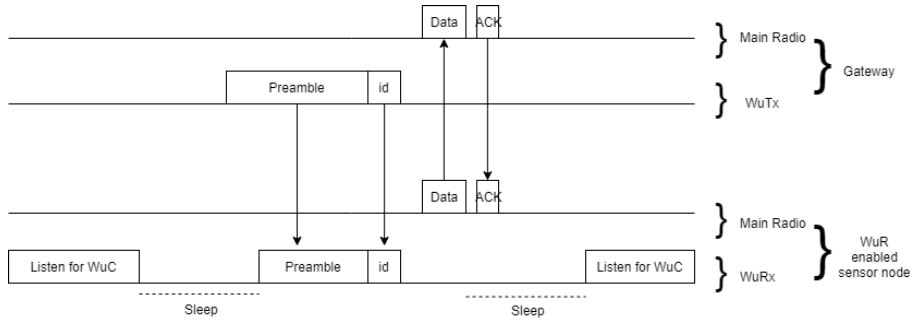 Data ACK
Main Radio
Gateway
Preamble id
WuTx
Data ACK
Main Radio
WuR
enabled
sensor node
Listen for WuC Preamble id Listen for WuC
WuRx
Sleep Sleep